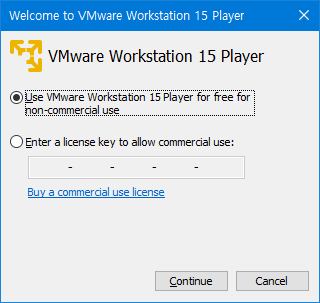 Welcome to VMware Workstation 15 Player
VMware Workstation 15 Player
Use VMware Workstation 15 Player for free for
non-commercial use
Enter a license key to allow commercial use:
- - - -
Buy a commercial use license
Continue Cancel